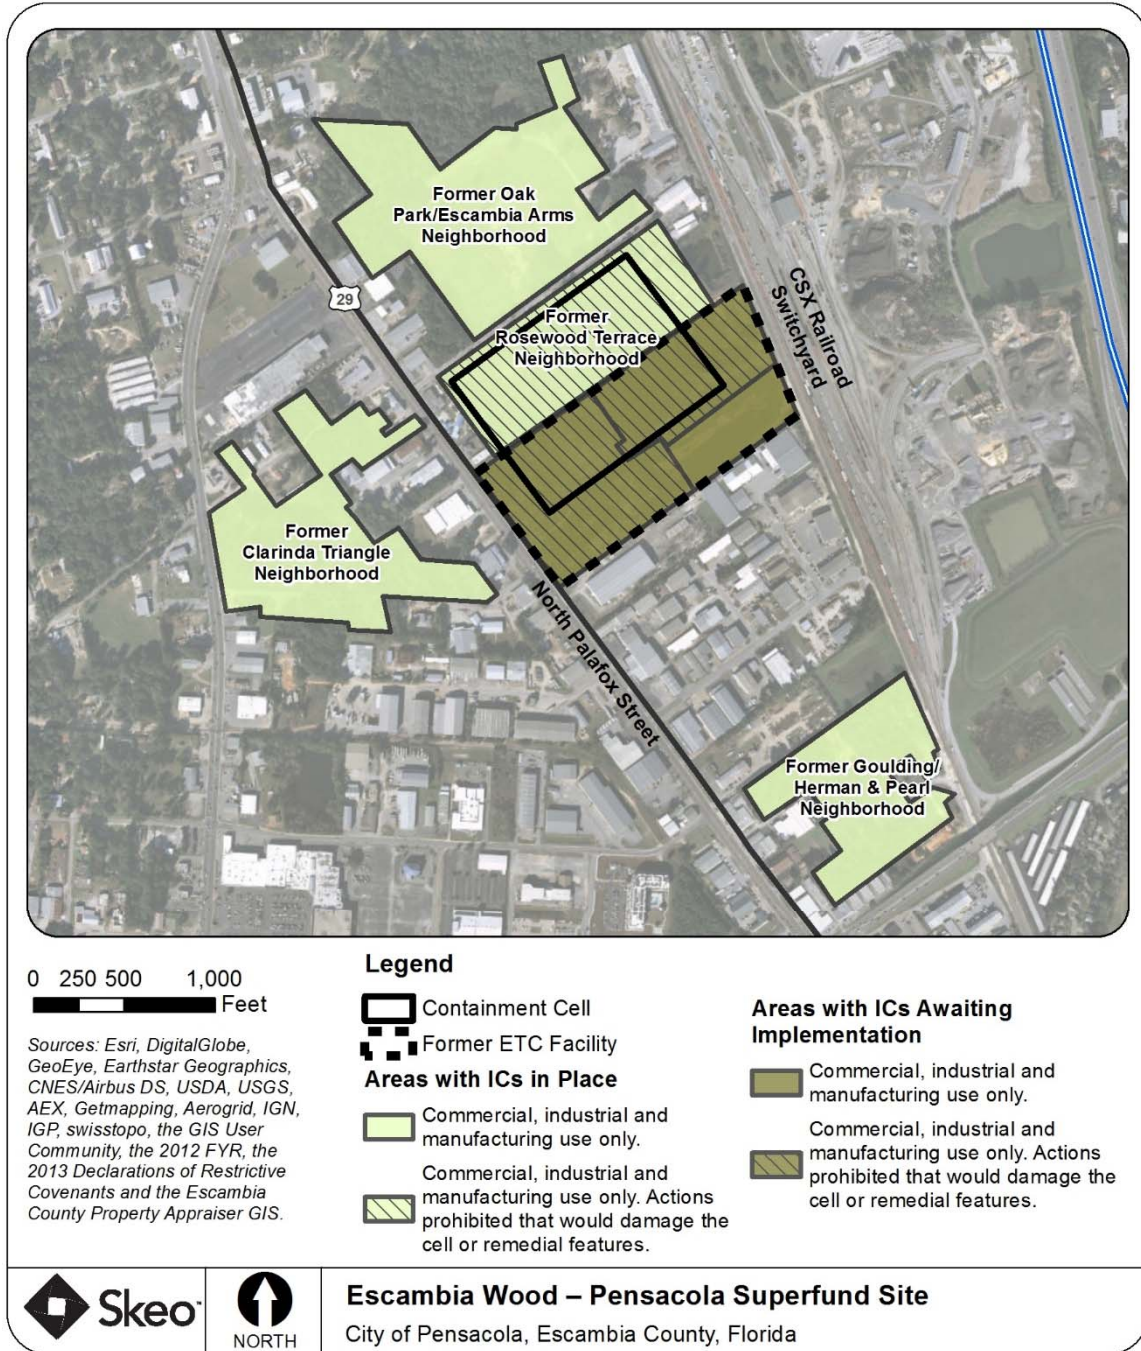 Former Oak
Park/Escambia Arms
Neighborhood
29
Former
Rosewood Terrace
Neighborhood
CSX Railroad
Switchyard
Former
Clarinda Triangle
Neighborhood
North Palafox Street
Former Goulding/
Herman & Pearl
Neighborhood
0 250 500 1,000
Feet
Sources: Esri, DigitalGlobe,
GeoEye, Earthstar Geographics,
CNES/Airbus DS, USDA, USGS,
AEX, Getmapping, Aerogrid, IGN,
IGP, swisstopo, the GIS User
Community, the 2012 FYR, the
2013 Declarations of Restrictive
Covenants and the Escambia
County Property Appraiser GIS.
Legend
Containment Cell
Former ETC Facility
Areas with ICs in Place
Commercial, industrial and
manufacturing use only.
Commercial, industrial and
manufacturing use only. Actions
prohibited that would damage the
cell or remedial features.
Areas with ICs Awaiting
Implementation
Commercial, industrial and
manufacturing use only.
Commercial, industrial and
manufacturing use only. Actions
prohibited that would damage the
cell or remedial features.
Skeo™
NORTH
Escambia Wood – Pensacola Superfund Site
City of Pensacola, Escambia County, Florida